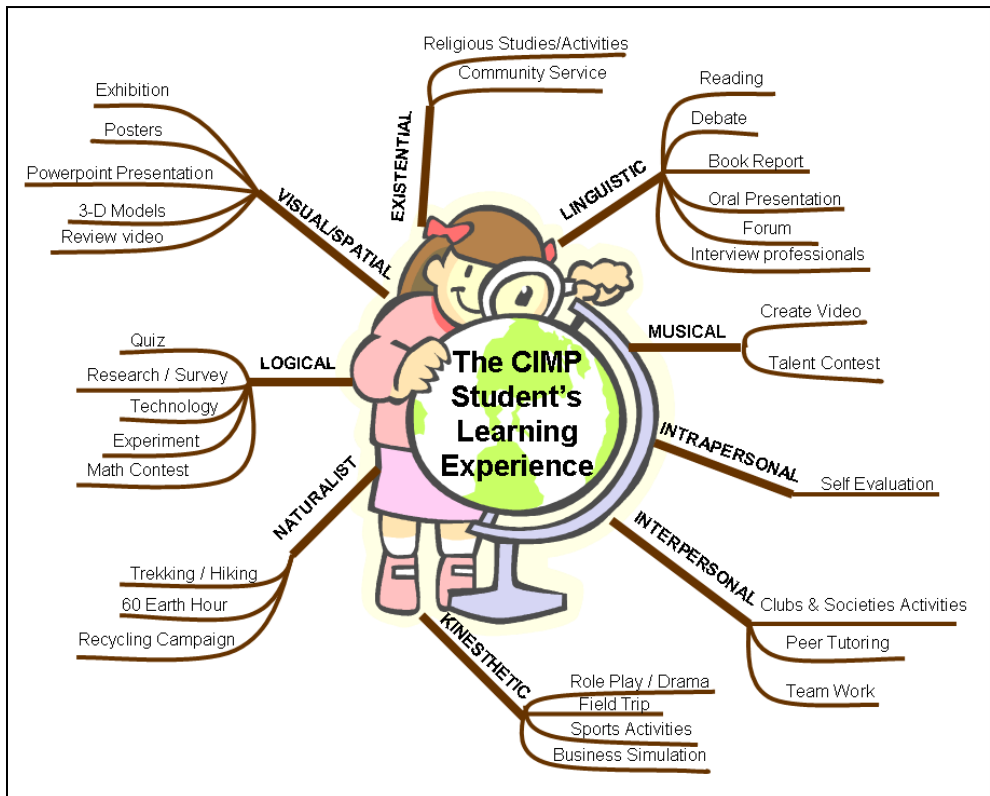 The CIMP
Student's
Learning
Experience
EXISTENTIAL
Religious Studies/Activities
Community Service
LINGUISTIC
Reading
Debate
Book Report
Oral Presentation
Forum
Interview professionals
MUSICAL
Create Video
Talent Contest
INTRAPERSONAL
Self Evaluation
INTERPERSONAL
Clubs & Societies Activities
Peer Tutoring
Team Work
KINESTHETIC
Role Play / Drama
Field Trip
Sports Activities
Business Simulation
NATURALIST
Trekking / Hiking
60 Earth Hour
Recycling Campaign
LOGICAL
Quiz
Research / Survey
Technology
Experiment
Math Contest
VISUAL/SPATIAL
Exhibition
Posters
Powerpoint Presentation
3-D Models
Review video